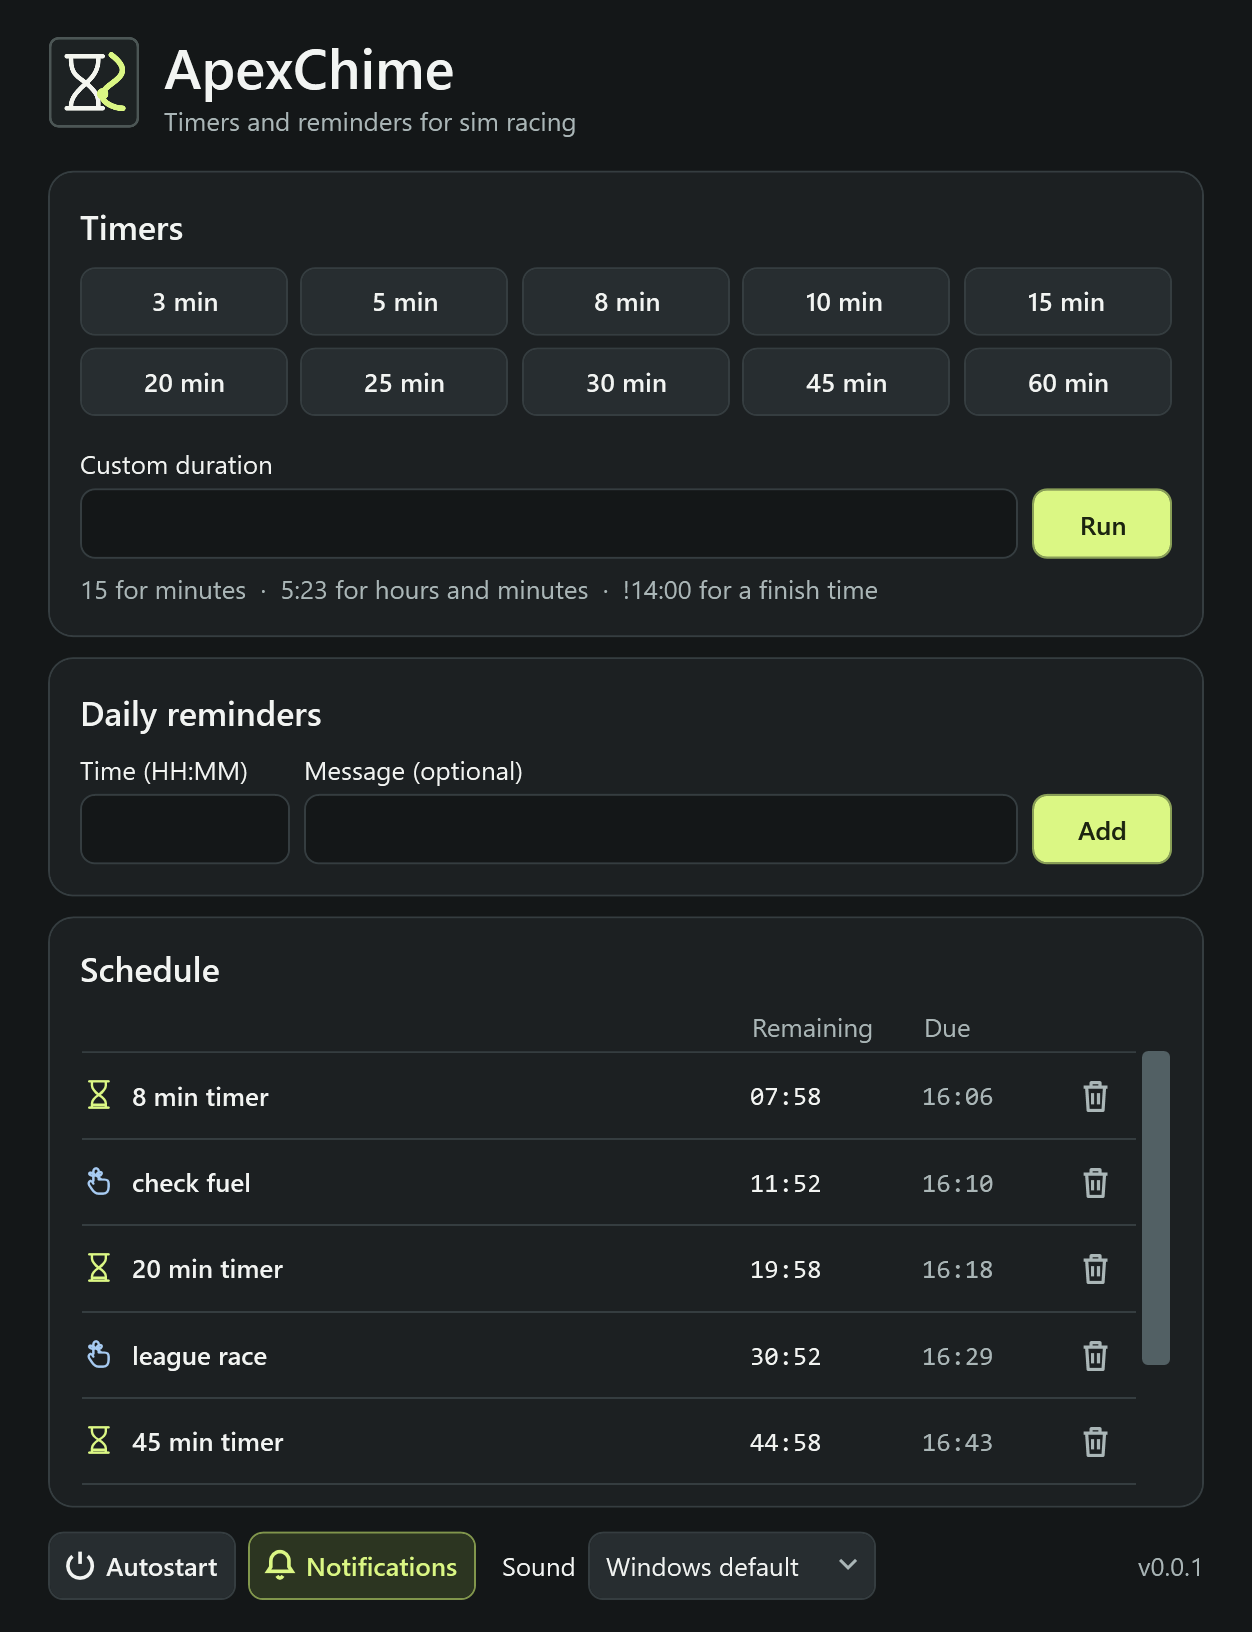 ApexChime
Timers and reminders for sim racing
Timers
3 min 5 min 8 min 10 min 15 min
20 min 25 min 30 min 45 min 60 min
Custom duration
Run
15 for minutes · 5:23 for hours and minutes · !14:00 for a finish time
Daily reminders
Time (HH:MM) Message (optional)
Add
Schedule
Remaining Due
8 min timer 07:58 16:06
check fuel 11:52 16:10
20 min timer 19:58 16:18
league race 30:52 16:29
45 min timer 44:58 16:43
Autostart Notifications Sound Windows default v0.0.1